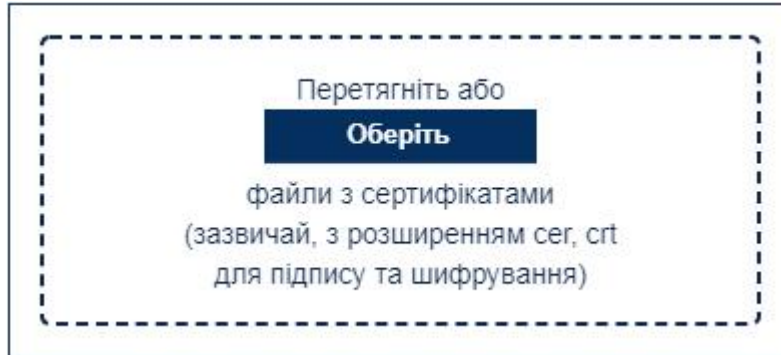 Перетягніть або
Оберіть
файли з сертифікатами
(зазвичай, з розширенням cer, crt
для підпису та шифрування)